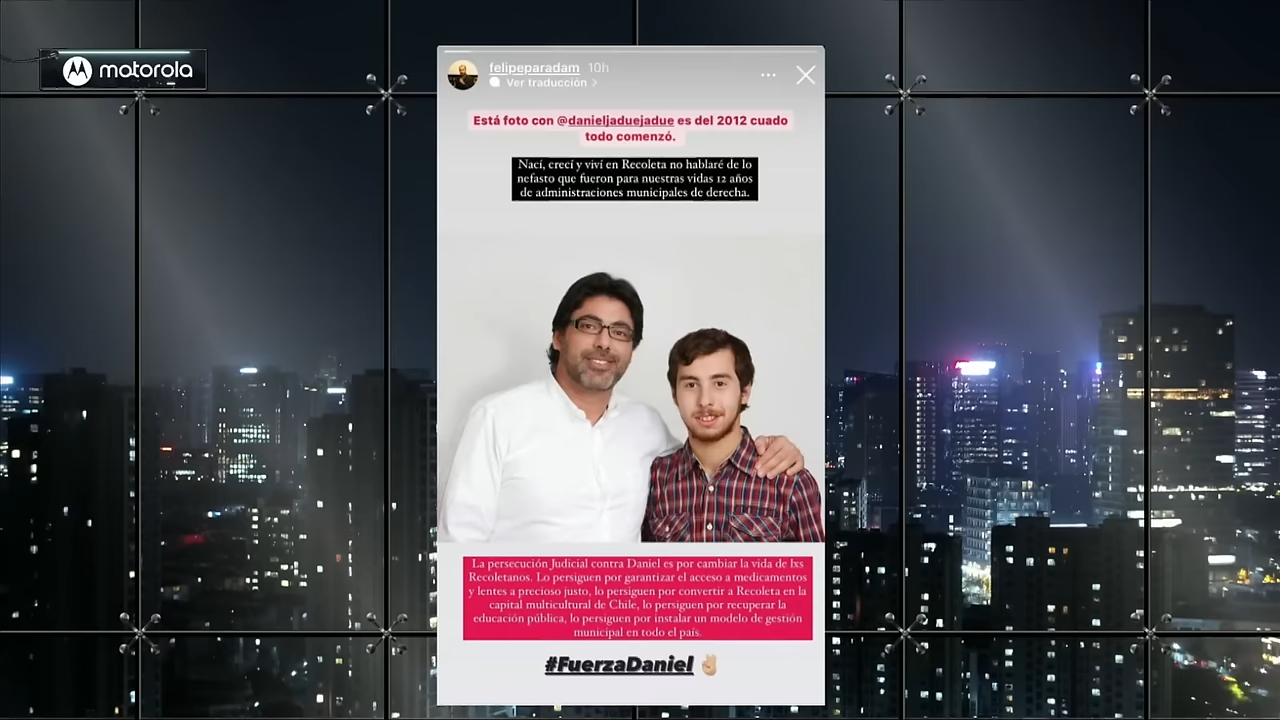 motorola
felipeparadam 10h
Ver traducción >
Está foto con @danieljaduejadue es del 2012 cuado
todo comenzó.
Nací, crecí y viví en Recoleta no hablaré de lo
nefasto que fueron para nuestras vidas 12 años
de administraciones municipales de derecha.
La persecución Judicial contra Daniel es por cambiar la vida de lxs
Recoletanos. Lo persiguen por garantizar el acceso a medicamentos
y lentes a precioso justo, lo persiguen por convertir a Recoleta en la
capital multicultural de Chile, lo persiguen por recuperar la
educación pública, lo persiguen por instalar un modelo de gestión
municipal en todo el país.
#FuerzaDaniel